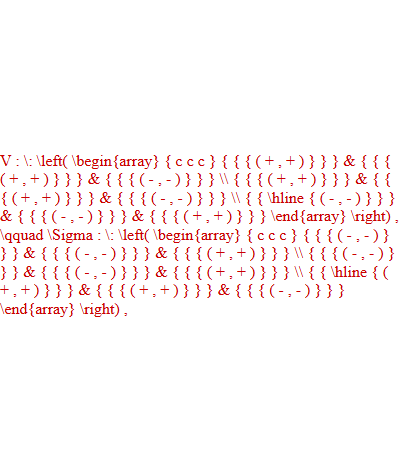 V : \: \left( \begin{array} { c c c } { { { ( + , + ) } } } & { { {
( + , + ) } } } & { { { ( - , - ) } } } \\ { { { ( + , + ) } } } & { {
{ ( + , + ) } } } & { { { ( - , - ) } } } \\ { { \hline { ( - , - ) } } }
& { { { ( - , - ) } } } & { { { ( + , + ) } } } \end{array} \right) ,
\qquad \Sigma : \: \left( \begin{array} { c c c } { { { ( - , - ) }
} } & { { { ( - , - ) } } } & { { { ( + , + ) } } } \\ { { { ( - , - ) }
} } & { { { ( - , - ) } } } & { { { ( + , + ) } } } \\ { { \hline { (
+ , + ) } } } & { { { ( + , + ) } } } & { { { ( - , - ) } } }
\end{array} \right) ,